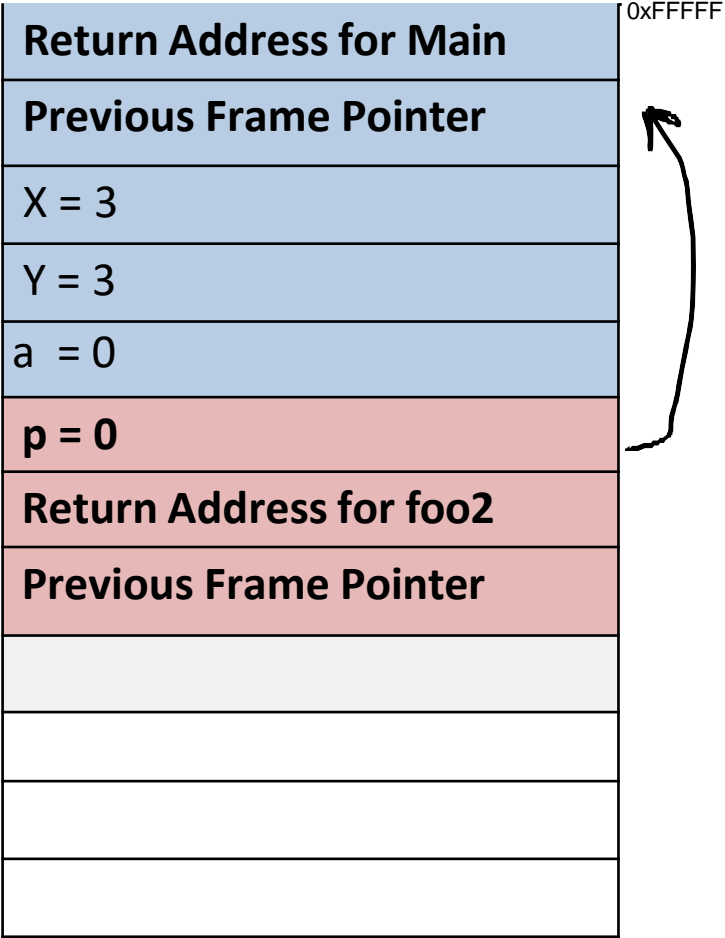 0xFFFFF
Return Address for Main
Previous Frame Pointer
X = 3
Y = 3
a = 0
p = 0
Return Address for foo2
Previous Frame Pointer